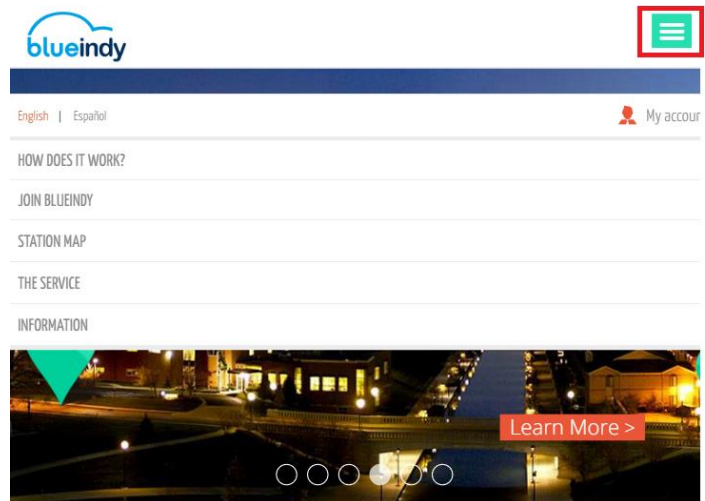 blueindy
English | Español
My accour
HOW DOES IT WORK?
JOIN BLUEINDY
STATION MAP
THE SERVICE
INFORMATION
Learn More >